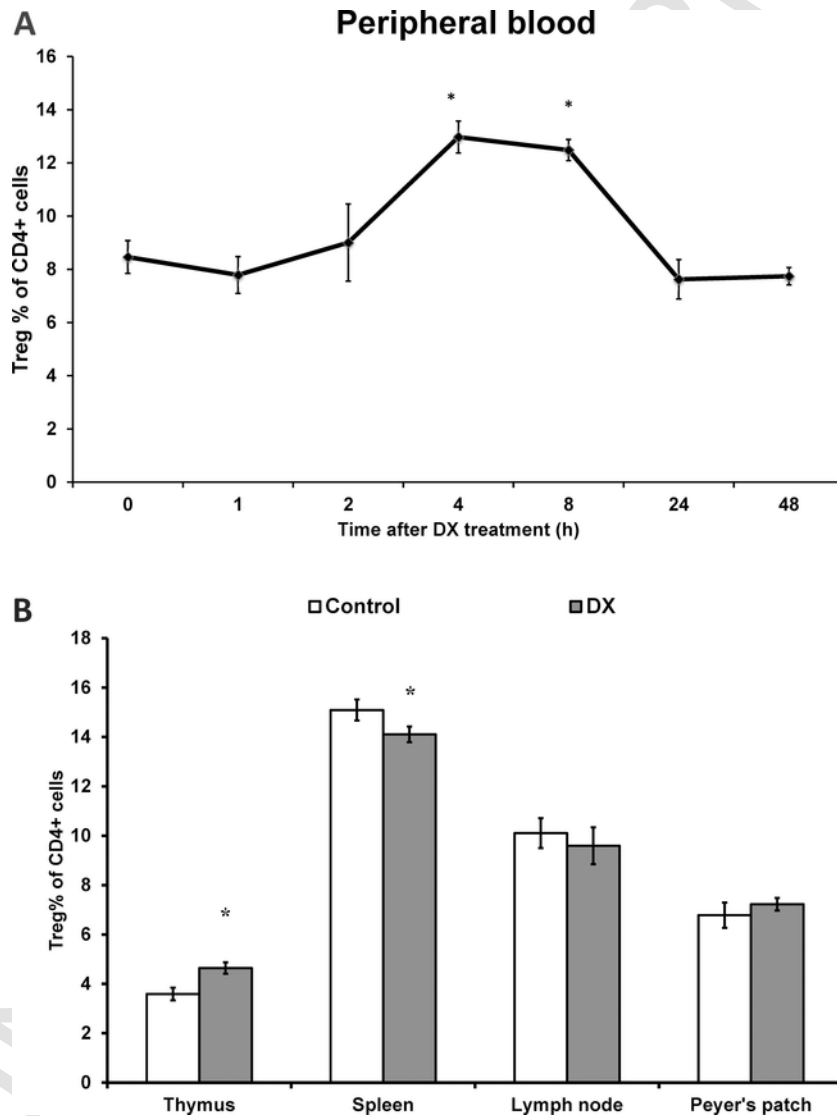 A
Peripheral blood
16
14
12
10
8
6
4
2
0
Treg % of CD4+ cells
* *
0 1 2 4 8 24 48
Time after DX treatment (h)
B
Control DX
18
16
14
12
10
8
6
4
2
0
Treg% of CD4+ cells
*
*
Thymus Spleen Lymph node Peyer's patch